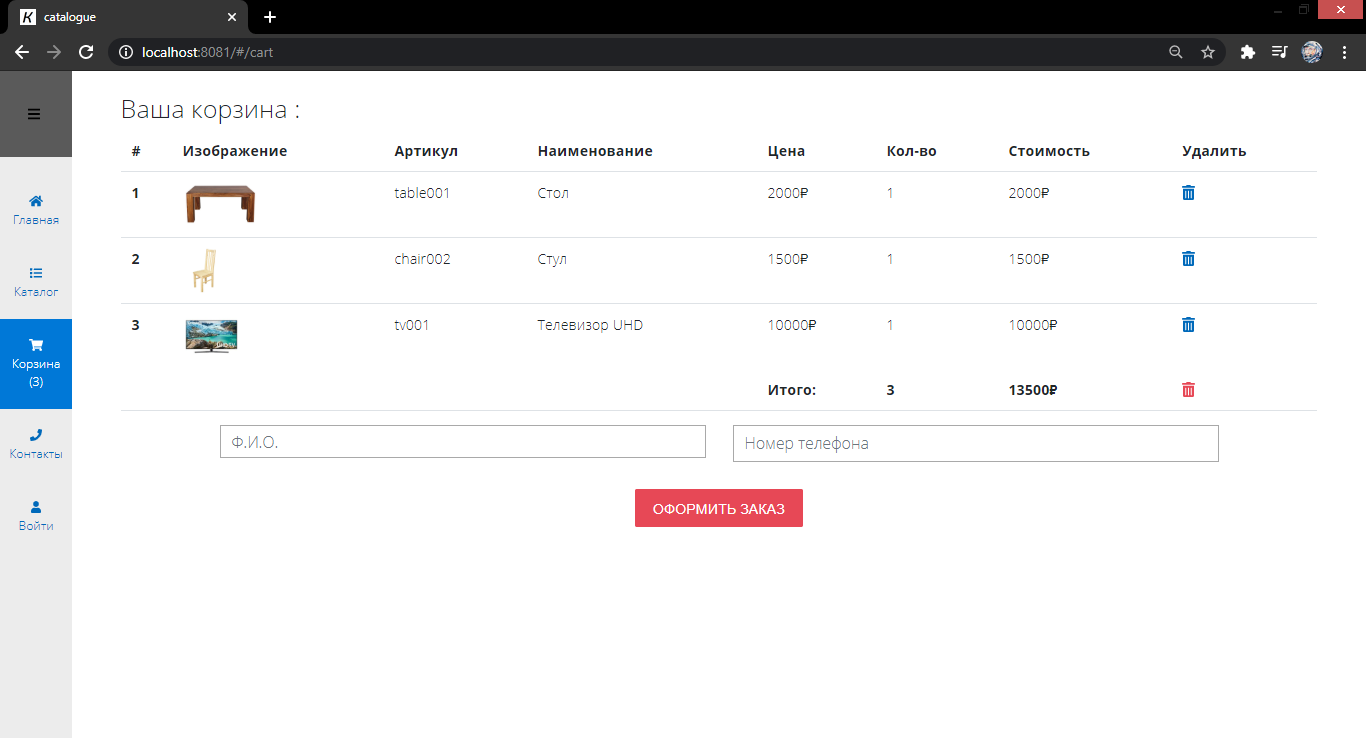 catalogue
localhost:8081/#/cart
Главная
Каталог
Корзина
(3)
Контакты
Войти
Ваша корзина :
# Изображение Артикул Наименование Цена Кол-во Стоимость Удалить
1 table001 Стол 2000₽ 1 2000₽
2 chair002 Стул 1500₽ 1 1500₽
3 tv001 Телевизор UHD 10000₽ 1 10000₽
Итого: 3 13500₽
Ф.И.О. Номер телефона
ОФОРМИТЬ ЗАКАЗ